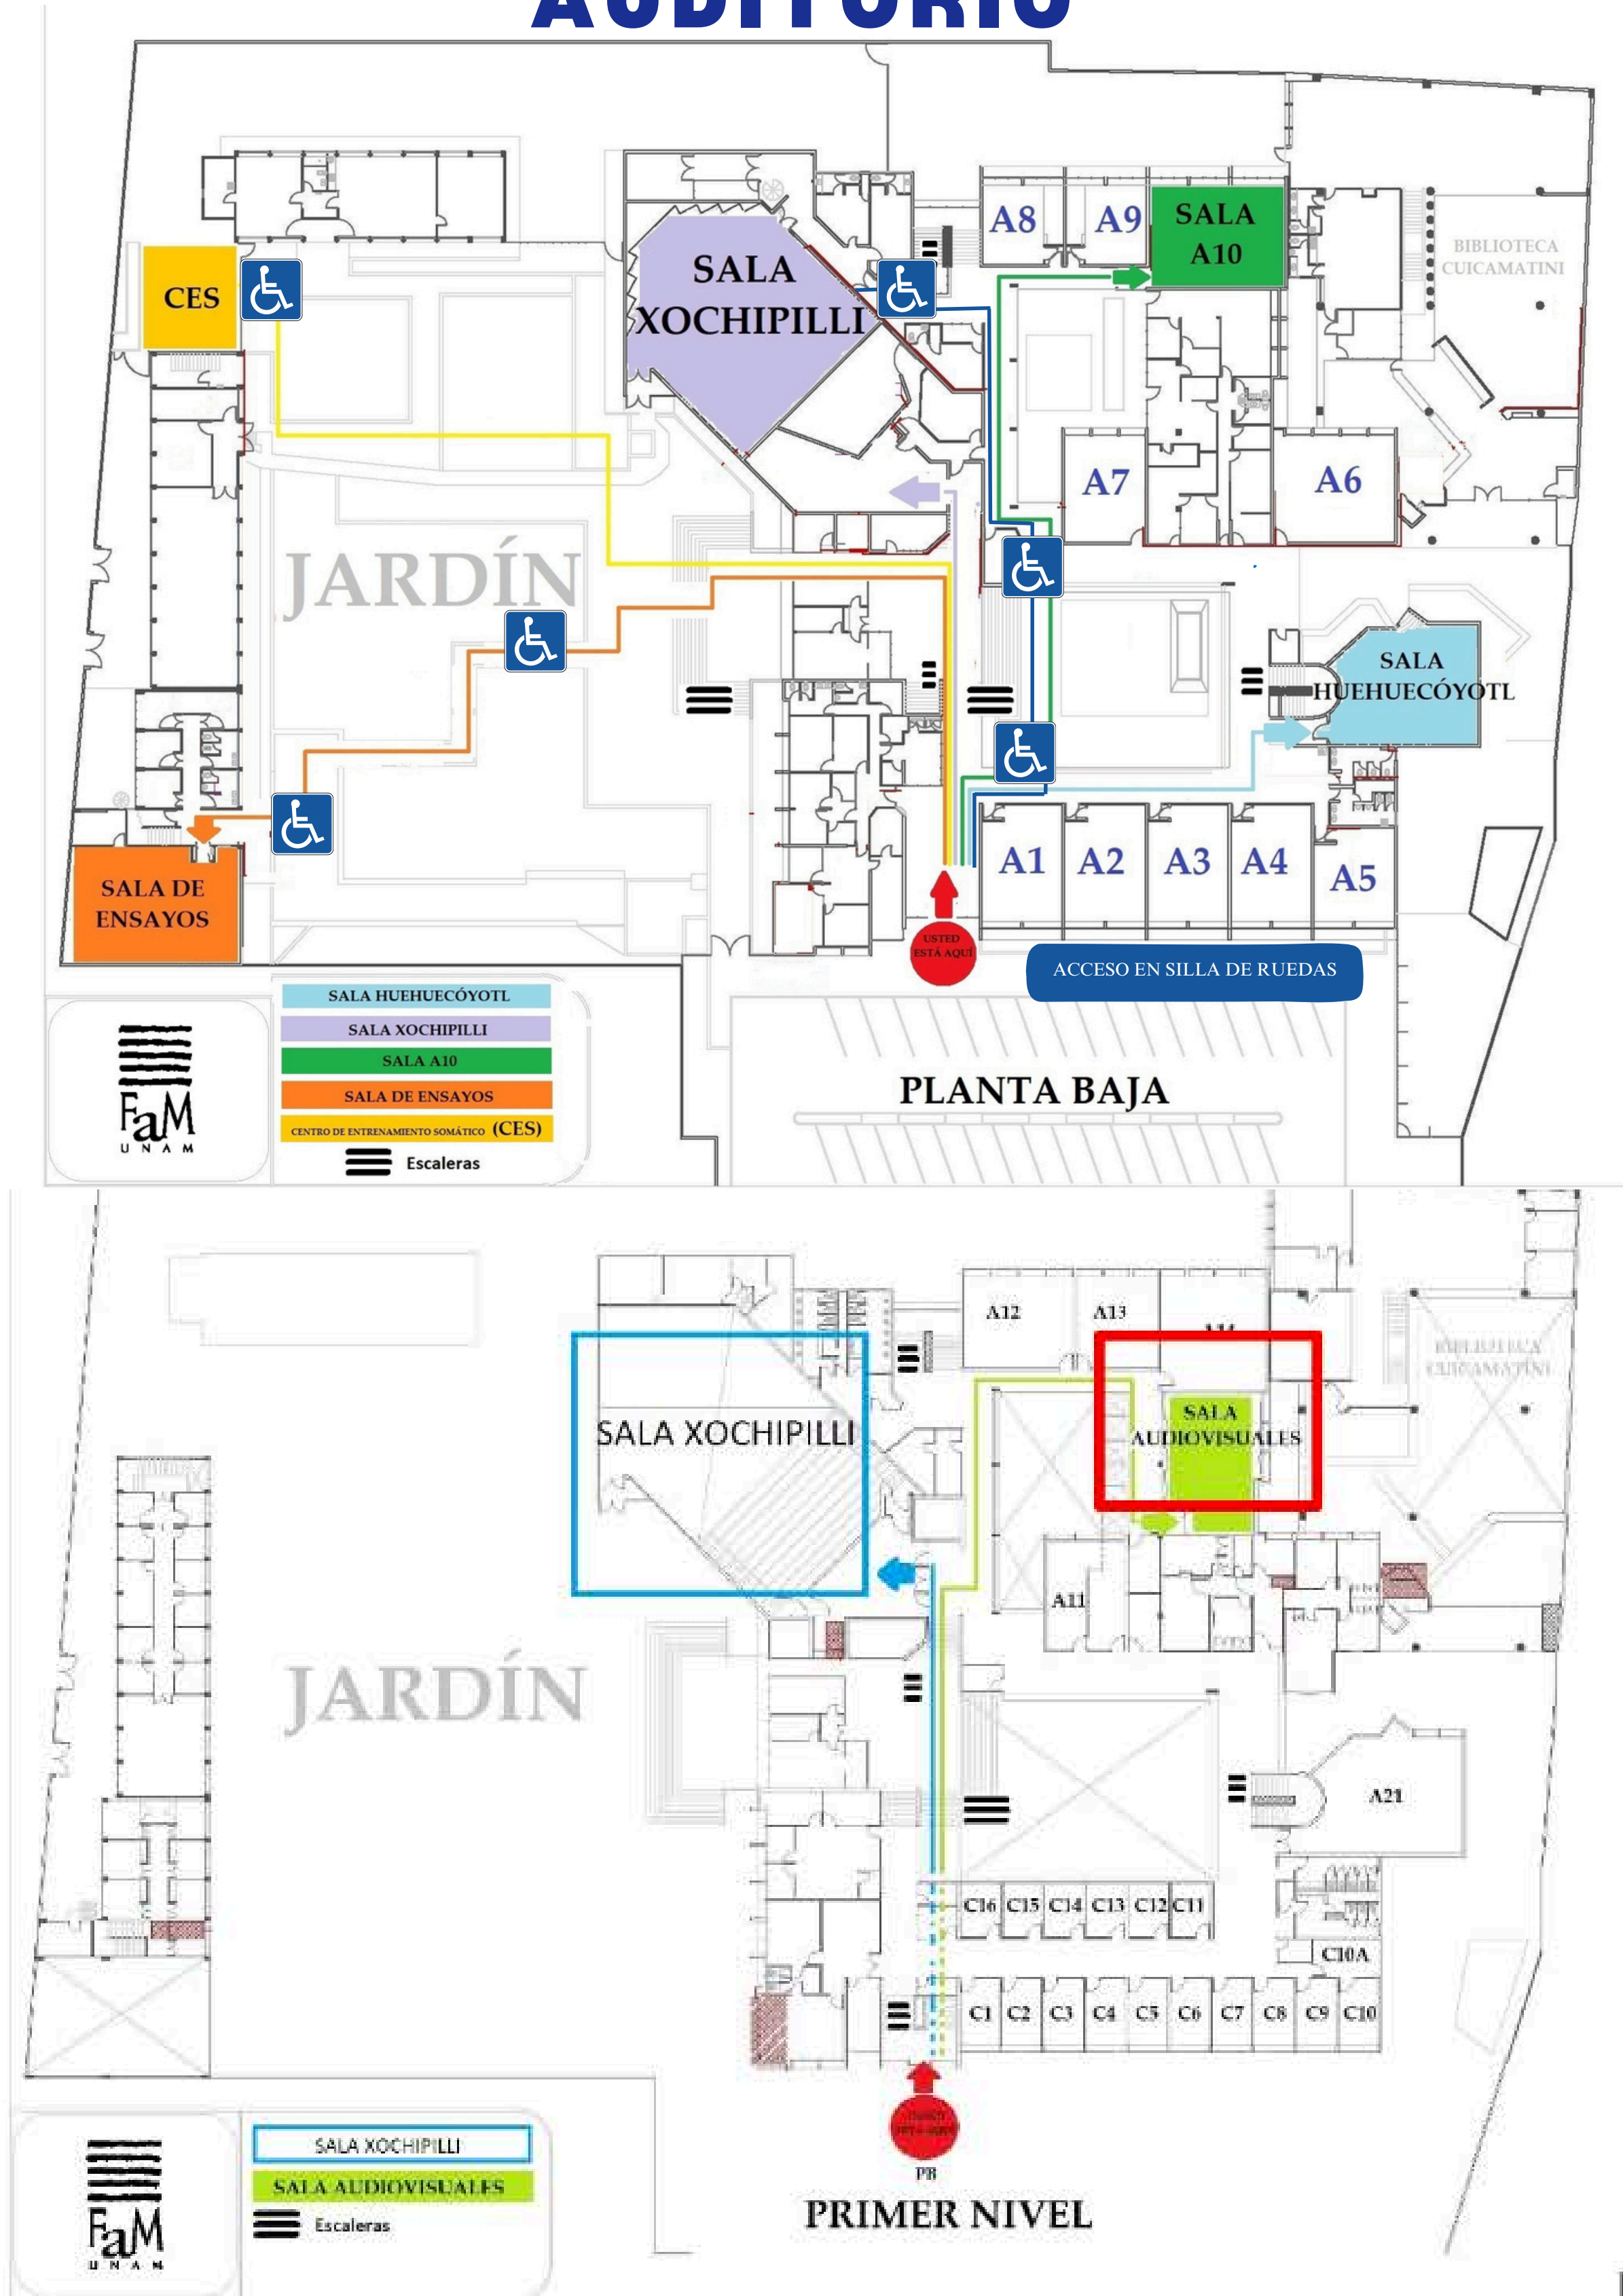 AUDITORIO
A8
A9
SALA
A10
BIBLIOTECA
CUICAMATINI
SALA
XOCHIPILLI
CES
A7
A6
JARDÍN
SALA
HUEHUECÓYOTL
A1
A2
A3
A4
A5
SALA DE
ENSAYOS
USTED
ESTÁ AQUÍ
ACCESO EN SILLA DE RUEDAS
SALA HUEHUECÓYOTL
SALA XOCHIPILLI
SALA A10
SALA DE ENSAYOS
CENTRO DE ENTRENAMIENTO SOMÁTICO (CES)
Escaleras
FaM
UNAM
PLANTA BAJA
A12
A13
BIBLIOTECA
CUICAMATINI
SALA XOCHIPILLI
SALA
AUDIOVISUALES
A11
JARDÍN
A21
C16
C15
C14
C13
C12
C11
C10A
C1
C2
C3
C4
C5
C6
C7
C8
C9
C10
PB
SALA XOCHIPILLI
SALA AUDIOVISUALES
Escaleras
FaM
UNAM
PRIMER NIVEL